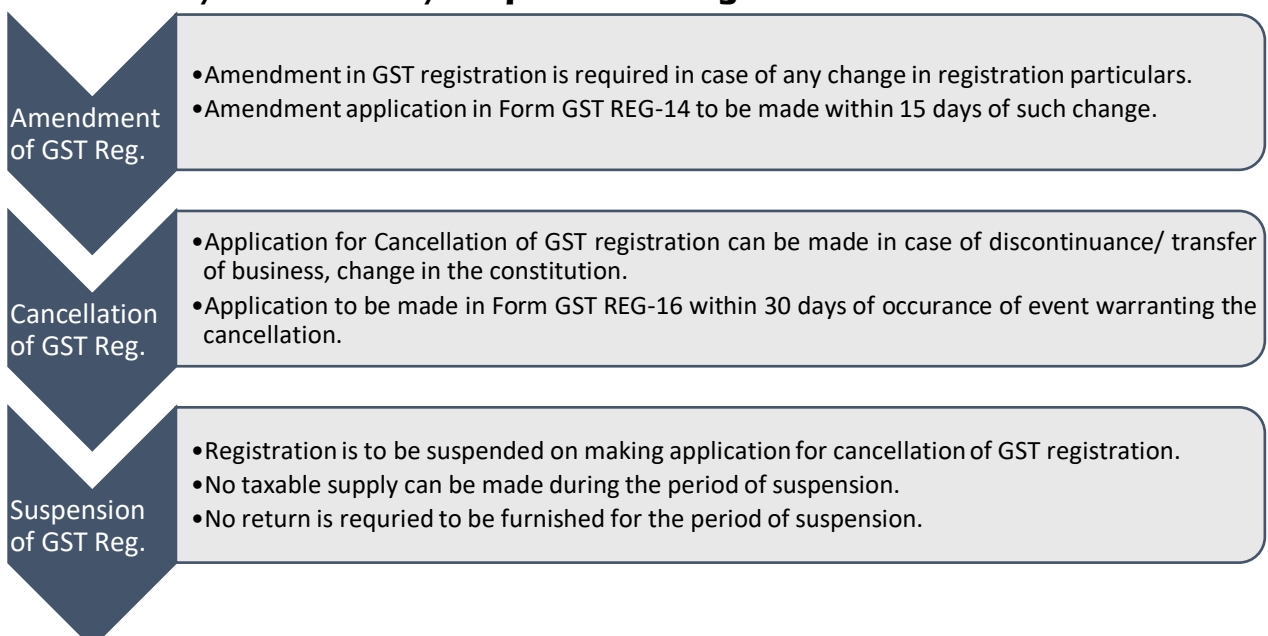 Amendment
of GST Reg.
•Amendment in GST registration is required in case of any change in registration particulars.
•Amendment application in Form GST REG-14 to be made within 15 days of such change.
Cancellation
of GST Reg.
•Application for Cancellation of GST registration can be made in case of discontinuance/ transfer
of business, change in the constitution.
•Application to be made in Form GST REG-16 within 30 days of occurance of event warranting the
cancellation.
Suspension
of GST Reg.
•Registration is to be suspended on making application for cancellation of GST registration.
•No taxable supply can be made during the period of suspension.
•No return is requried to be furnished for the period of suspension.